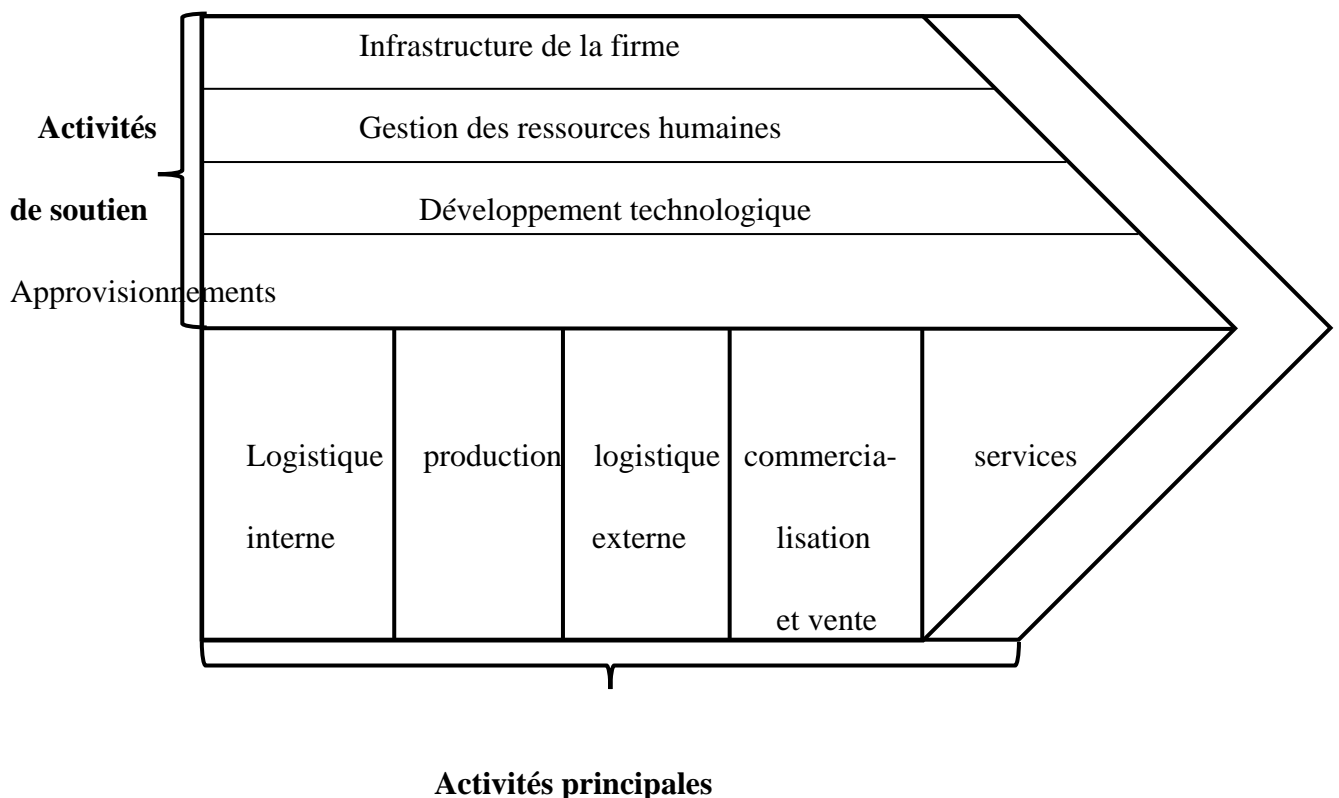 Infrastructure de la firme
Activités Gestion des ressources humaines
de soutien Développement technologique
Approvisionnements
Logistique production logistique commercia- services
interne externe lisation
et vente
Activités principales